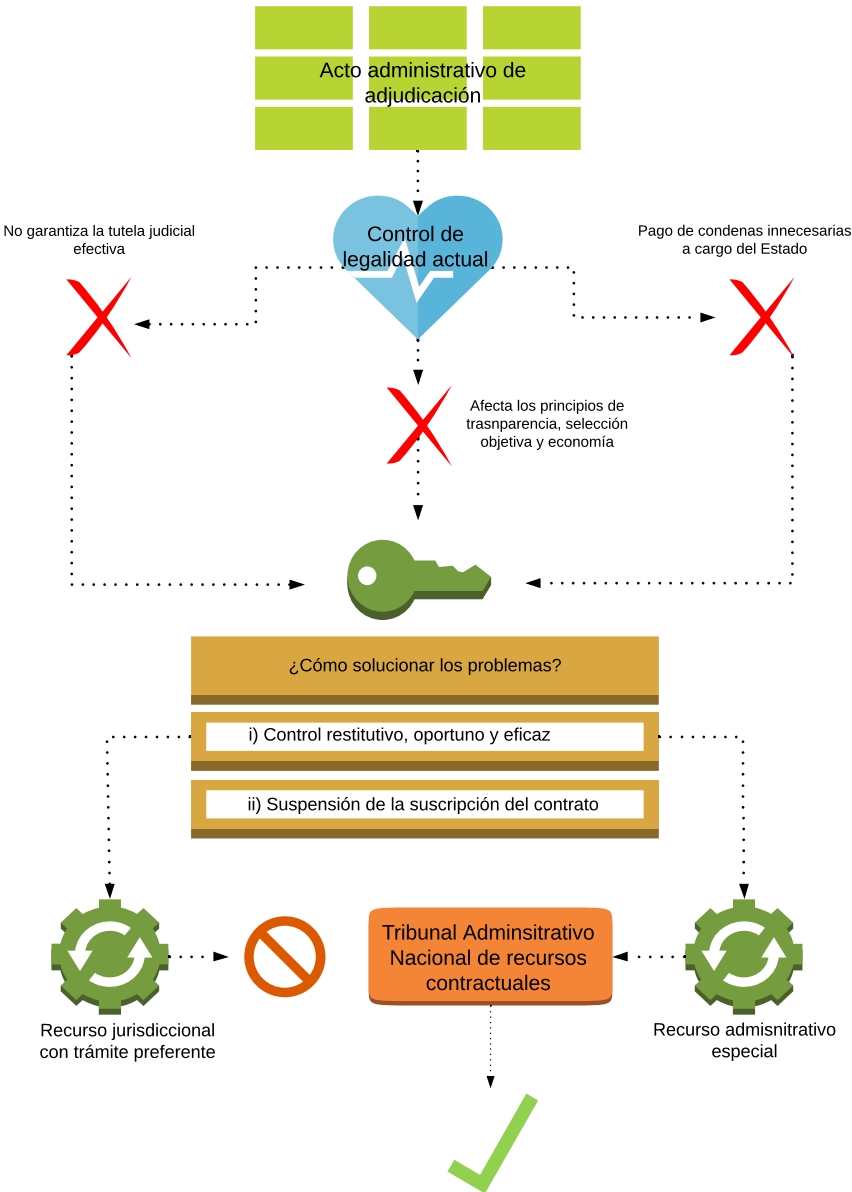 Acto administrativo de
adjudicación
Control de
legalidad actual
No garantiza la tutela judicial
efectiva
Pago de condenas innecesarias
a cargo del Estado
Afecta los principios de
trasnparencia, selección
objetiva y economía
¿Cómo solucionar los problemas?
i) Control restitutivo, oportuno y eficaz
ii) Suspensión de la suscripción del contrato
Tribunal Adminsitrativo
Nacional de recursos
contractuales
Recurso jurisdiccional
con trámite preferente
Recurso admisnitrativo
especial